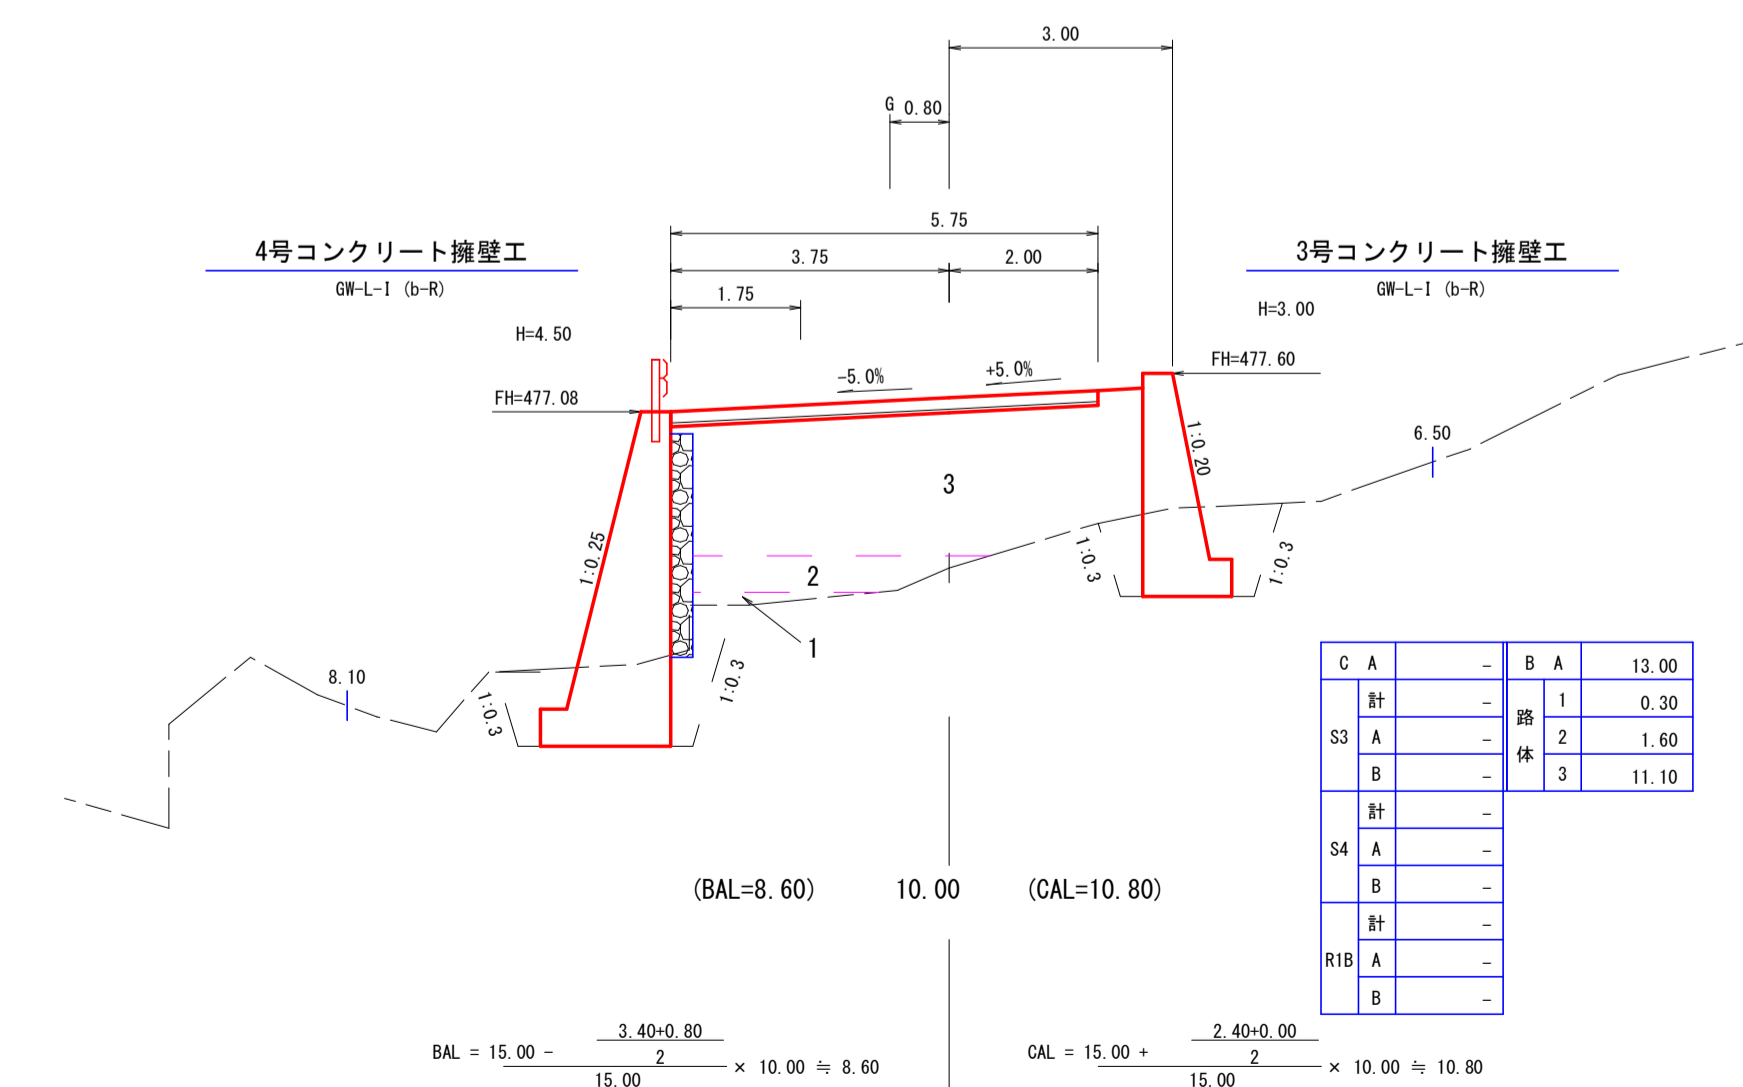 3.00
G 0.80
5.75
3.75 2.00
1.75
4号コンクリート擁壁工
GW-L-I (b-R)
H=4.50
3号コンクリート擁壁工
GW-L-I (b-R)
H=3.00
FH=477.08
FH=477.60
-5.0%
+5.0%
1:0.25
1:0.20
3
2
1
6.50
8.10
1:0.3
1:0.3
1:0.3
1:0.3
C A - B A 13.00
S3 計 - 路体 1 0.30
A - 2 1.60
B - 3 11.10
S4 計 -
A -
B -
R1B 計 -
A -
B -
(BAL=8.60) 10.00 (CAL=10.80)
3.40+0.80
2
BAL = 15.00 -
15.00
× 10.00 ≒ 8.60
2.40+0.00
2
CAL = 15.00 +
15.00
× 10.00 ≒ 10.80